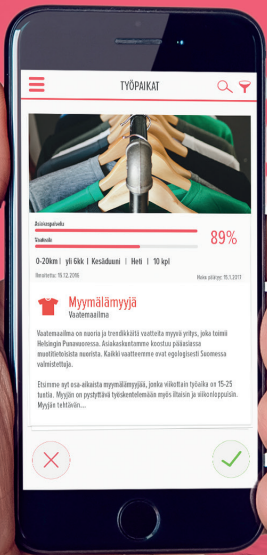 TYÖPAIKAT
Asiakaspalvelu
89%
0-20km | yli 6kk | Kesäduuni | Heti | 10 kpl
Ilmoitettu: 15.12.2016
Haku päättyy: 15.1.2017
Myymälämyyjä
Vaatemaailma
Vaatemaailma on nuoria ja trendikkäitä vaatteita myyvä yritys, joka toimii
Helsingin Punavuoressa. Asiakaskuntamme koostuu pääasiassa
muotitietoisista nuorista. Kaikki vaatteemme ovat egologisesti Suomessa
valmistettuja.
Etsimme nyt osa-aikaista myymälämyyjää, jonka viikottain työaika on 15-25
tuntia. Myyjän on pystyttävä työskentelemään myös iltaisin ja viikonloppuisin.
Myyjän tehtävän...